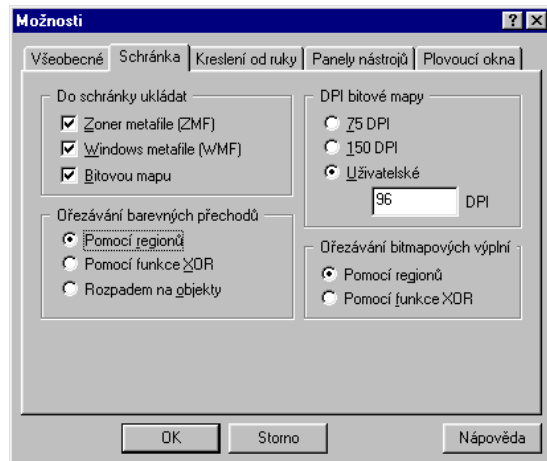 Možnosti
Všeobecné Schránka Kreslení od ruky Panely nástrojů Plovoucí okna
Do schránky ukládat
Zoner metafile (ZMF)
Windows metafile (WMF)
Bitovou mapu
DPI bitové mapy
75 DPI
150 DPI
Uživatelské
96 DPI
Ořezávání barevných přechodů
Pomocí regionů
Pomocí funkce XOR
Rozpadem na objekty
Ořezávání bitmapových výplní
Pomocí regionů
Pomocí funkce XOR
OK Storno Nápověda